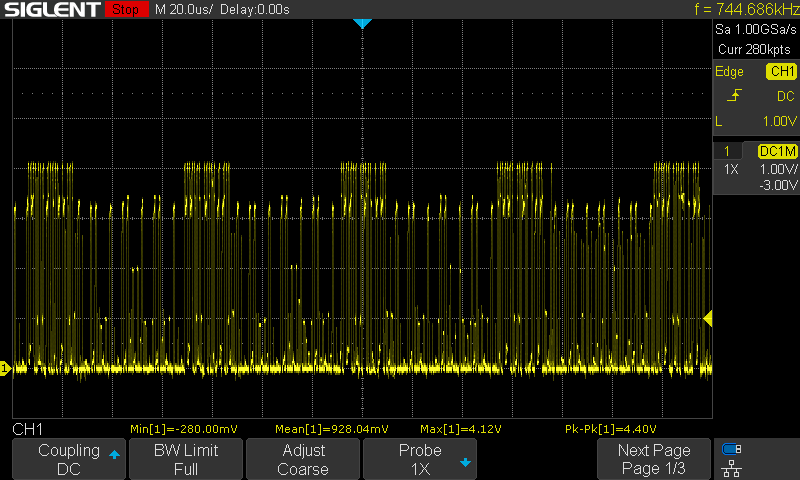 SIGLENT Stop M 20.0us/ Delay:0.00s f = 744.686kHz
Sa 1.00GSa/s
Curr 280kpts
Edge CH1
DC
L 1.00V
1 DC1M
1X 1.00V/
-3.00V
1
CH1 Min[1]=-280.00mV Mean[1]=928.04mV Max[1]=4.12V Pk-Pk[1]=4.40V
Coupling BW Limit Adjust Probe Next Page
DC Full Coarse 1X Page 1/3